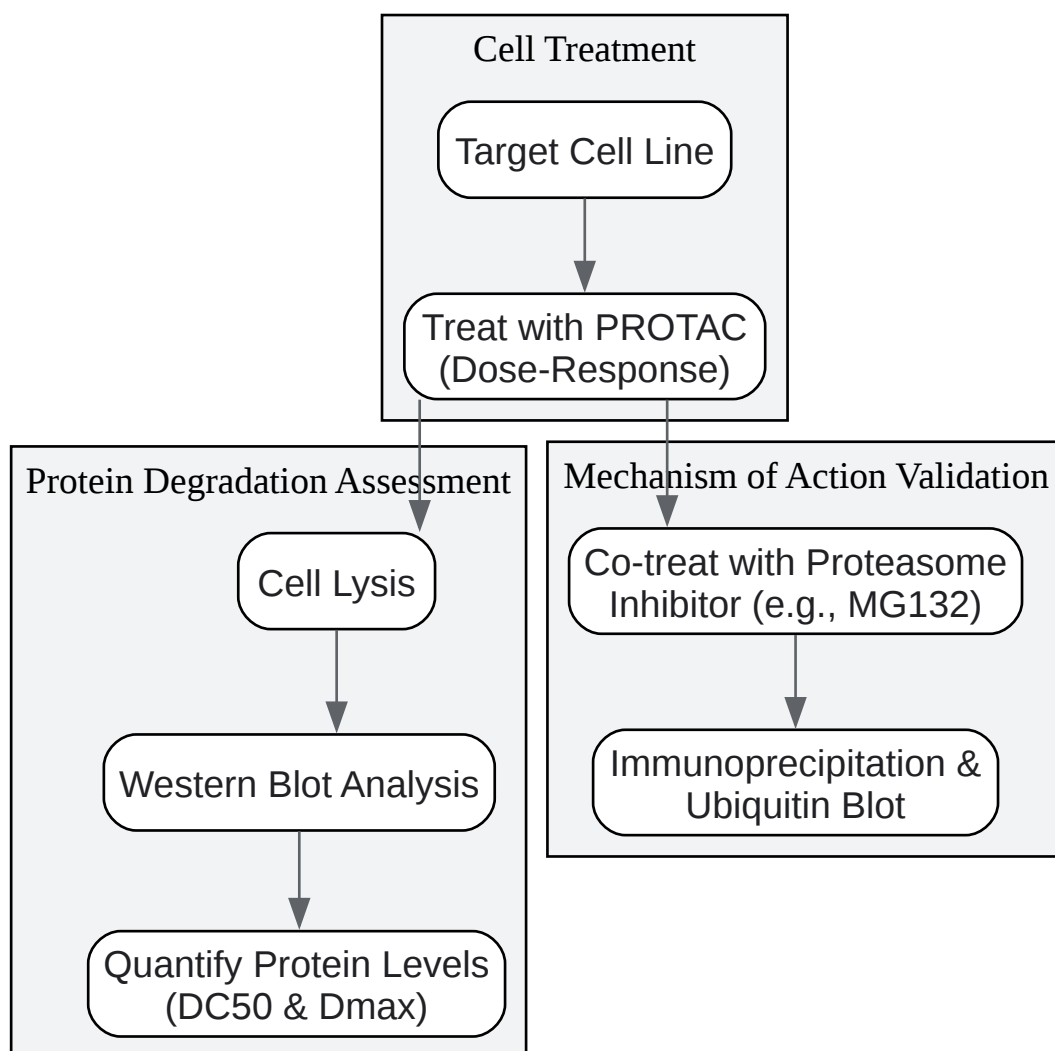 Cell Treatment
Target Cell Line
Treat with PROTAC
(Dose-Response)
Protein Degradation Assessment
Cell Lysis
Western Blot Analysis
Quantify Protein Levels
(DC50 & Dmax)
Mechanism of Action Validation
Co-treat with Proteasome
Inhibitor (e.g., MG132)
Immunoprecipitation &
Ubiquitin Blot